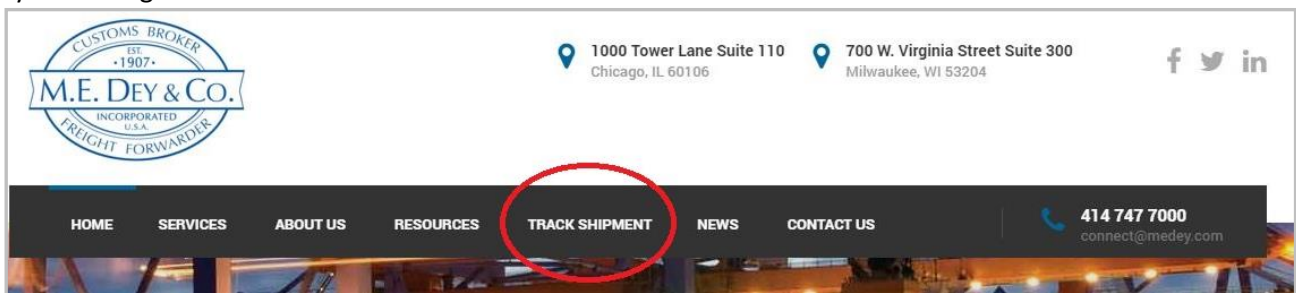 CUSTOMS BROKER
EST.
·1907·
M.E. DEY & CO.
INCORPORATED
U.S.A.
FREIGHT FORWARDER
1000 Tower Lane Suite 110
Chicago, IL 60106
700 W. Virginia Street Suite 300
Milwaukee, WI 53204
f in
HOME SERVICES ABOUT US RESOURCES TRACK SHIPMENT NEWS CONTACT US
414 747 7000
connect@medey.com